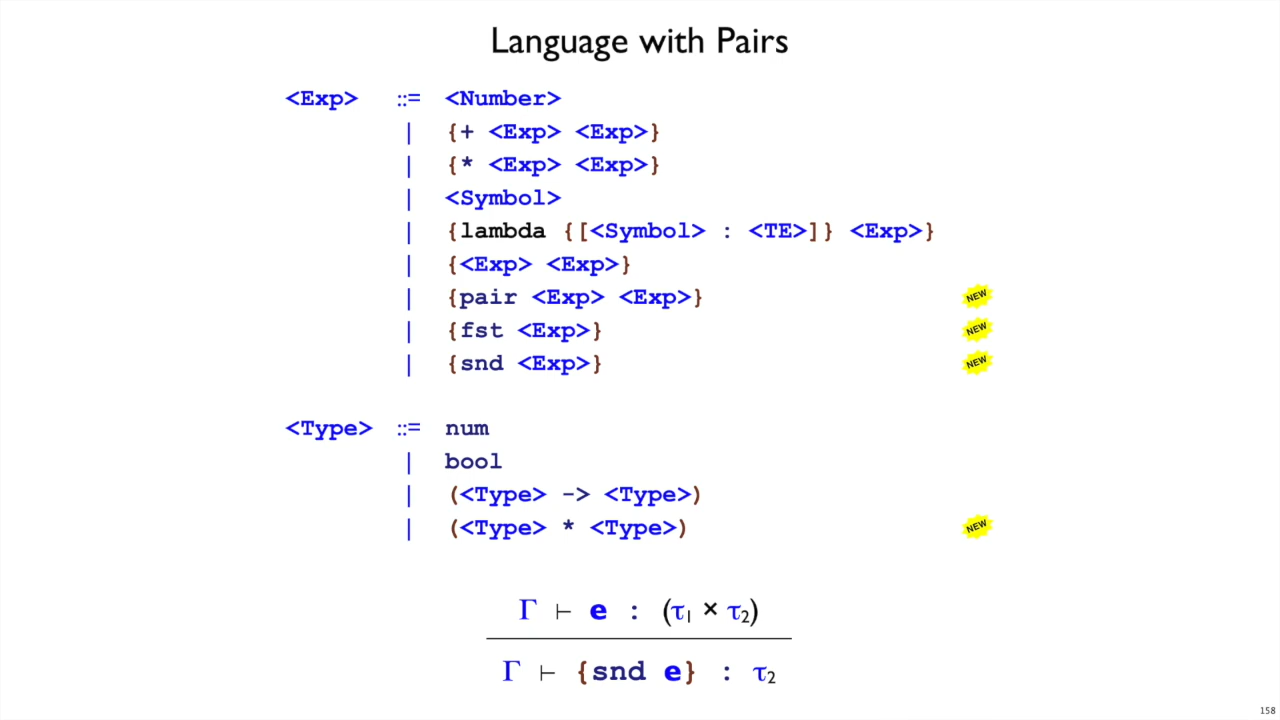 Language with Pairs
<Exp> ::= <Number>
| {+ <Exp> <Exp>}
| {* <Exp> <Exp>}
| <Symbol>
| {lambda {[<Symbol> : <TE>]} <Exp>}
| {<Exp> <Exp>}
| {pair <Exp> <Exp>} NEW
| {fst <Exp>} NEW
| {snd <Exp>} NEW
<Type> ::= num
| bool
| (<Type> -> <Type>)
| (<Type> * <Type>) NEW
Γ ⊢ e : (τ₁ × τ₂)
Γ ⊢ {snd e} : τ₂
158